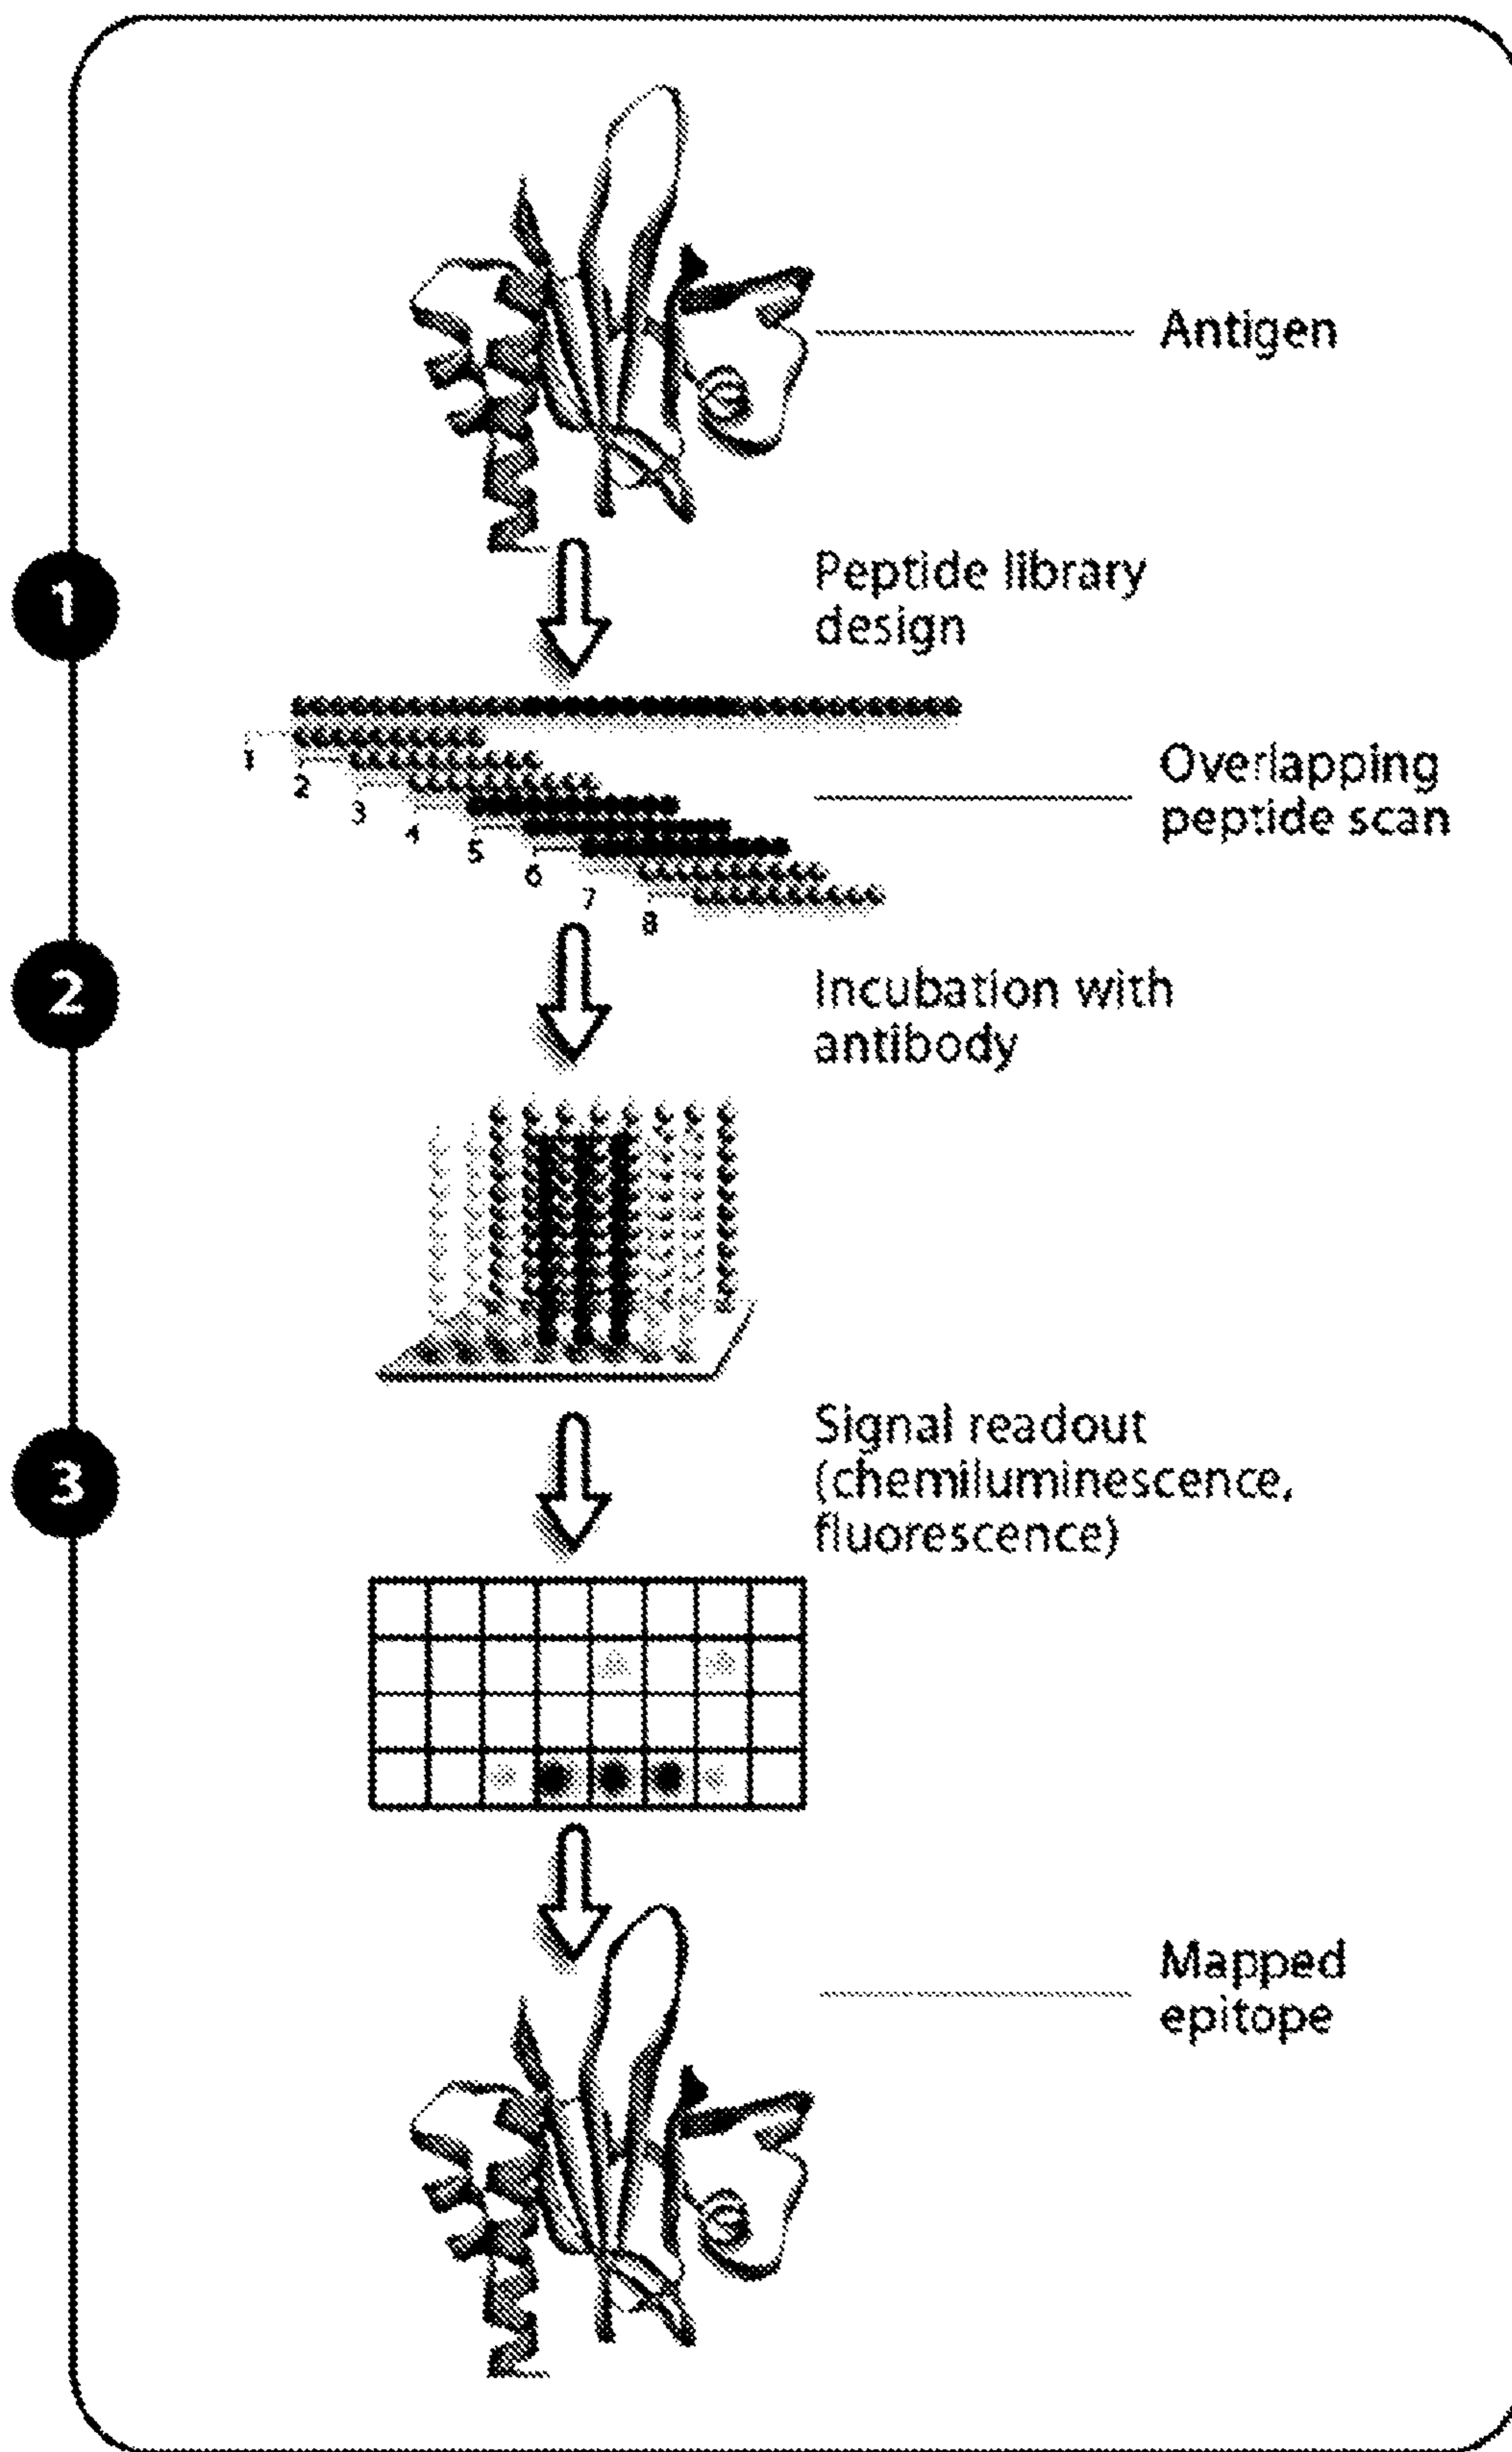 Antigen
1
Peptide library
design
1
2
3
4
5
6
7
8
Overlapping
peptide scan
2
Incubation with
antibody
3
Signal readout
(chemiluminescence,
fluorescence)
Mapped
epitope